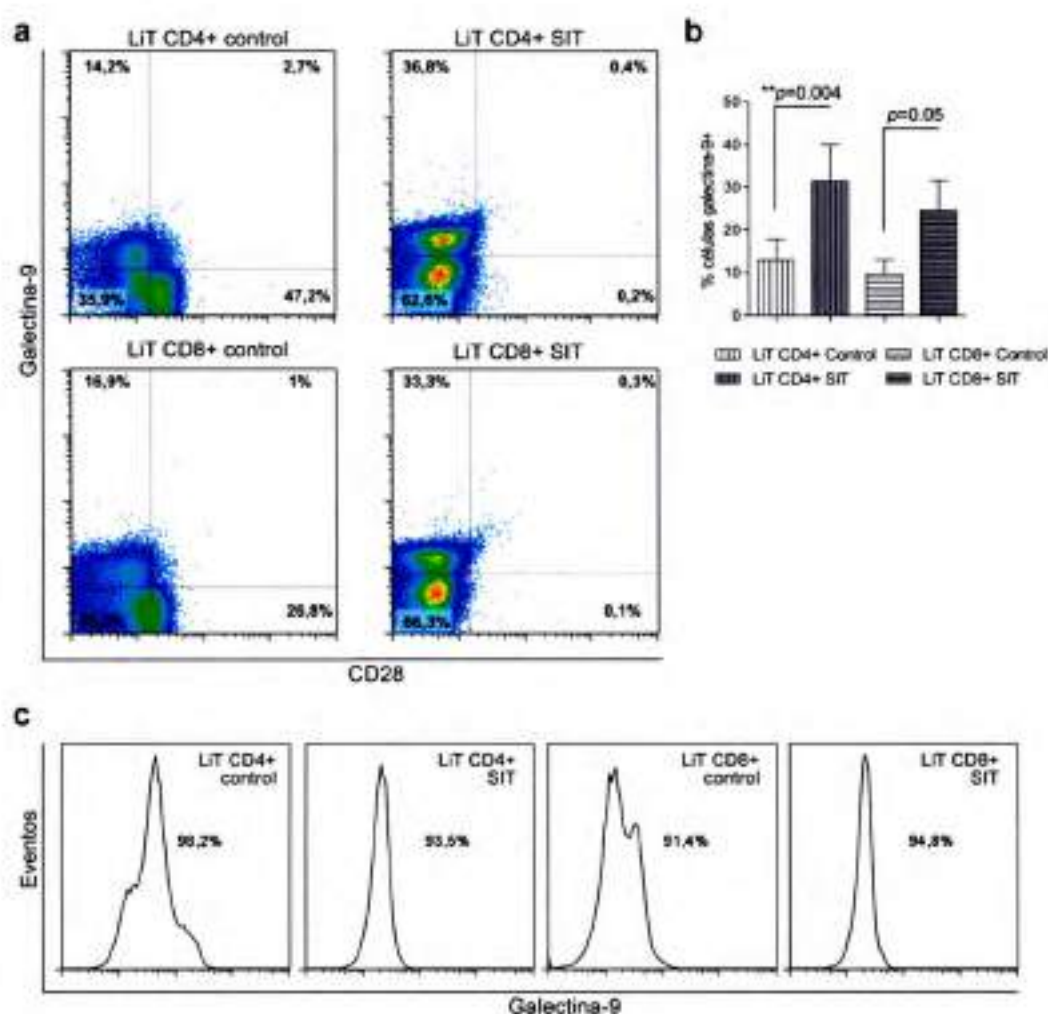 a
LiT CD4+ control
14,2%
2,7%
35,9%
47,2%
LiT CD4+ SIT
36,8%
0,4%
62,6%
0,2%
LiT CD8+ control
16,9%
1%
26,8%
LiT CD8+ SIT
33,3%
0,3%
66,3%
0,1%
Galectina-9
CD28
b
**p=0.004
p=0.05
50
40
30
20
10
0
% células galectina-9+
LiT CD4+ Control
LiT CD8+ Control
LiT CD4+ SIT
LiT CD8+ SIT
c
LiT CD4+
control
LiT CD4+
SIT
93,5%
LiT CD8+
control
91,4%
LiT CD8+
SIT
94,8%
Eventos
Galectina-9